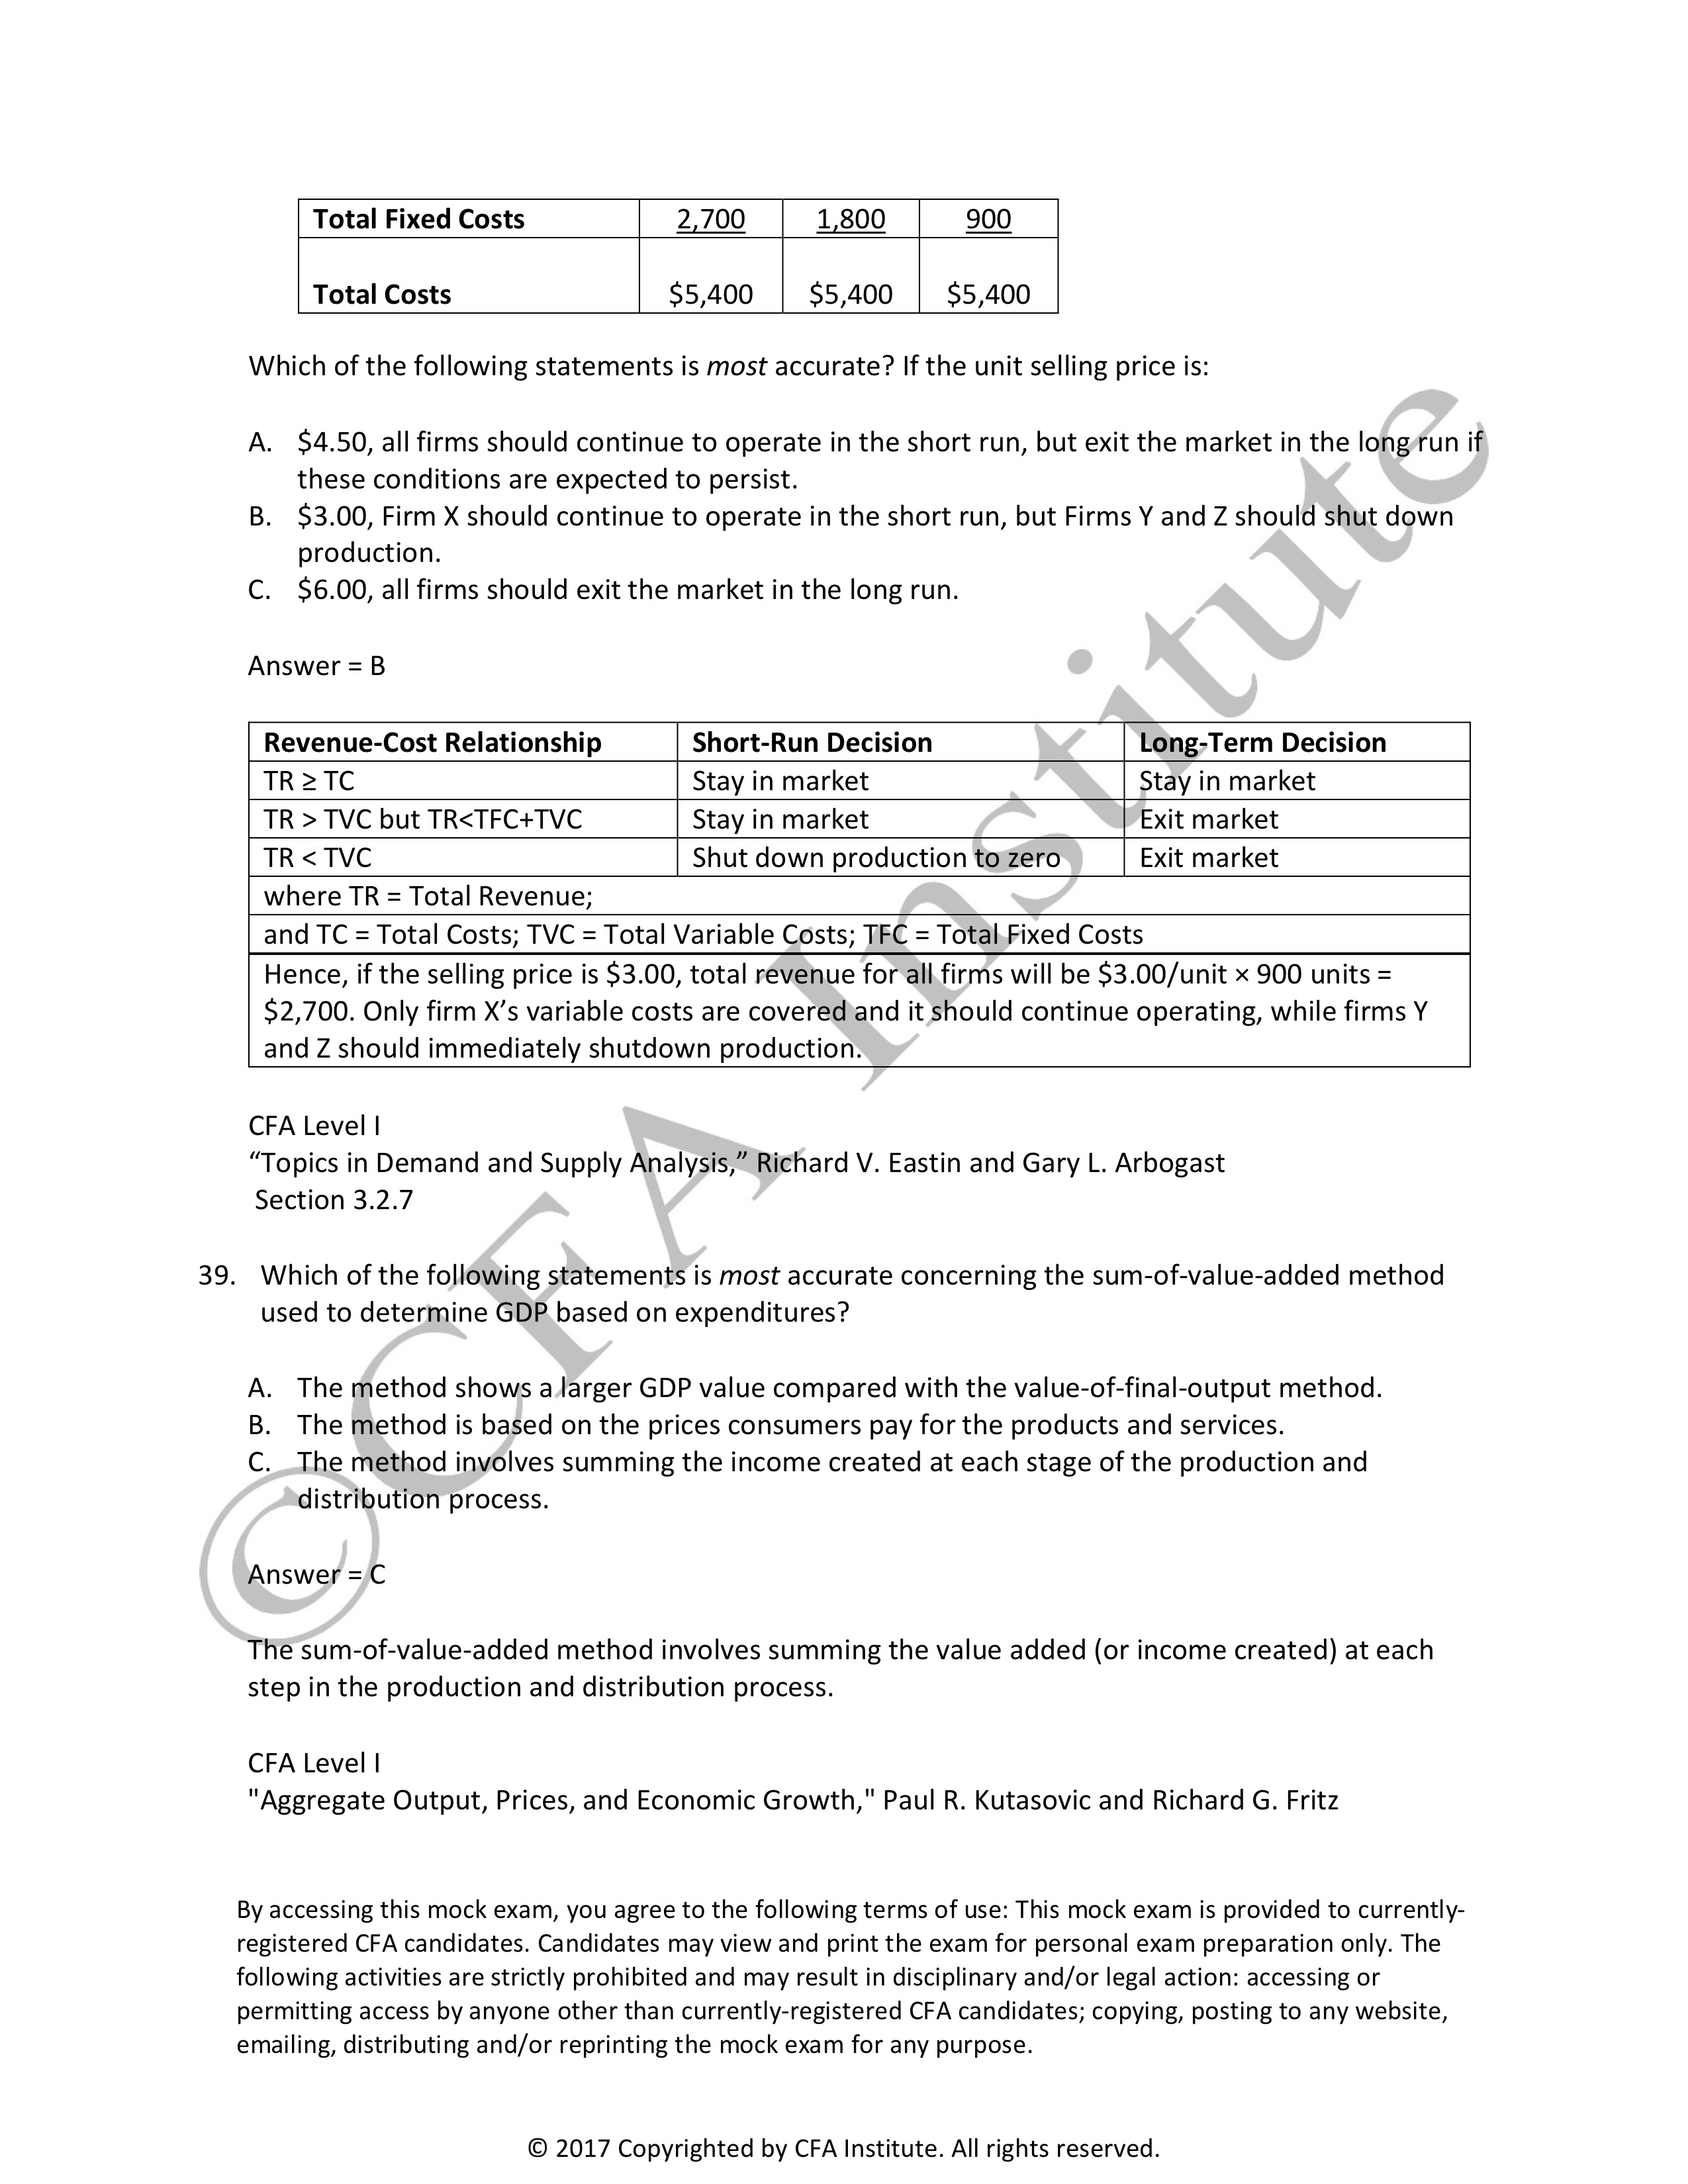 Total Fixed Costs 2,700 1,800 900
Total Costs $5,400 $5,400 $5,400
Which of the following statements is most accurate? If the unit selling price is:
A. $4.50, all firms should continue to operate in the short run, but exit the market in the long run if
these conditions are expected to persist.
B. $3.00, Firm X should continue to operate in the short run, but Firms Y and Z should shut down
production.
C. $6.00, all firms should exit the market in the long run.
Answer = B
Revenue-Cost Relationship Short-Run Decision Long-Term Decision
TR ≥ TC Stay in market Stay in market
TR > TVC but TR<TFC+TVC Stay in market Exit market
TR < TVC Shut down production to zero Exit market
where TR = Total Revenue;
and TC = Total Costs; TVC = Total Variable Costs; TFC = Total Fixed Costs
Hence, if the selling price is $3.00, total revenue for all firms will be $3.00/unit × 900 units =
$2,700. Only firm X’s variable costs are covered and it should continue operating, while firms Y
and Z should immediately shutdown production.
CFA Level I
“Topics in Demand and Supply Analysis,” Richard V. Eastin and Gary L. Arbogast
Section 3.2.7
39. Which of the following statements is most accurate concerning the sum-of-value-added method
used to determine GDP based on expenditures?
A. The method shows a larger GDP value compared with the value-of-final-output method.
B. The method is based on the prices consumers pay for the products and services.
C. The method involves summing the income created at each stage of the production and
distribution process.
Answer = C
The sum-of-value-added method involves summing the value added (or income created) at each
step in the production and distribution process.
CFA Level I
"Aggregate Output, Prices, and Economic Growth," Paul R. Kutasovic and Richard G. Fritz
By accessing this mock exam, you agree to the following terms of use: This mock exam is provided to currently-
registered CFA candidates. Candidates may view and print the exam for personal exam preparation only. The
following activities are strictly prohibited and may result in disciplinary and/or legal action: accessing or
permitting access by anyone other than currently-registered CFA candidates; copying, posting to any website,
emailing, distributing and/or reprinting the mock exam for any purpose.
© 2017 Copyrighted by CFA Institute. All rights reserved.
© CFA Institute